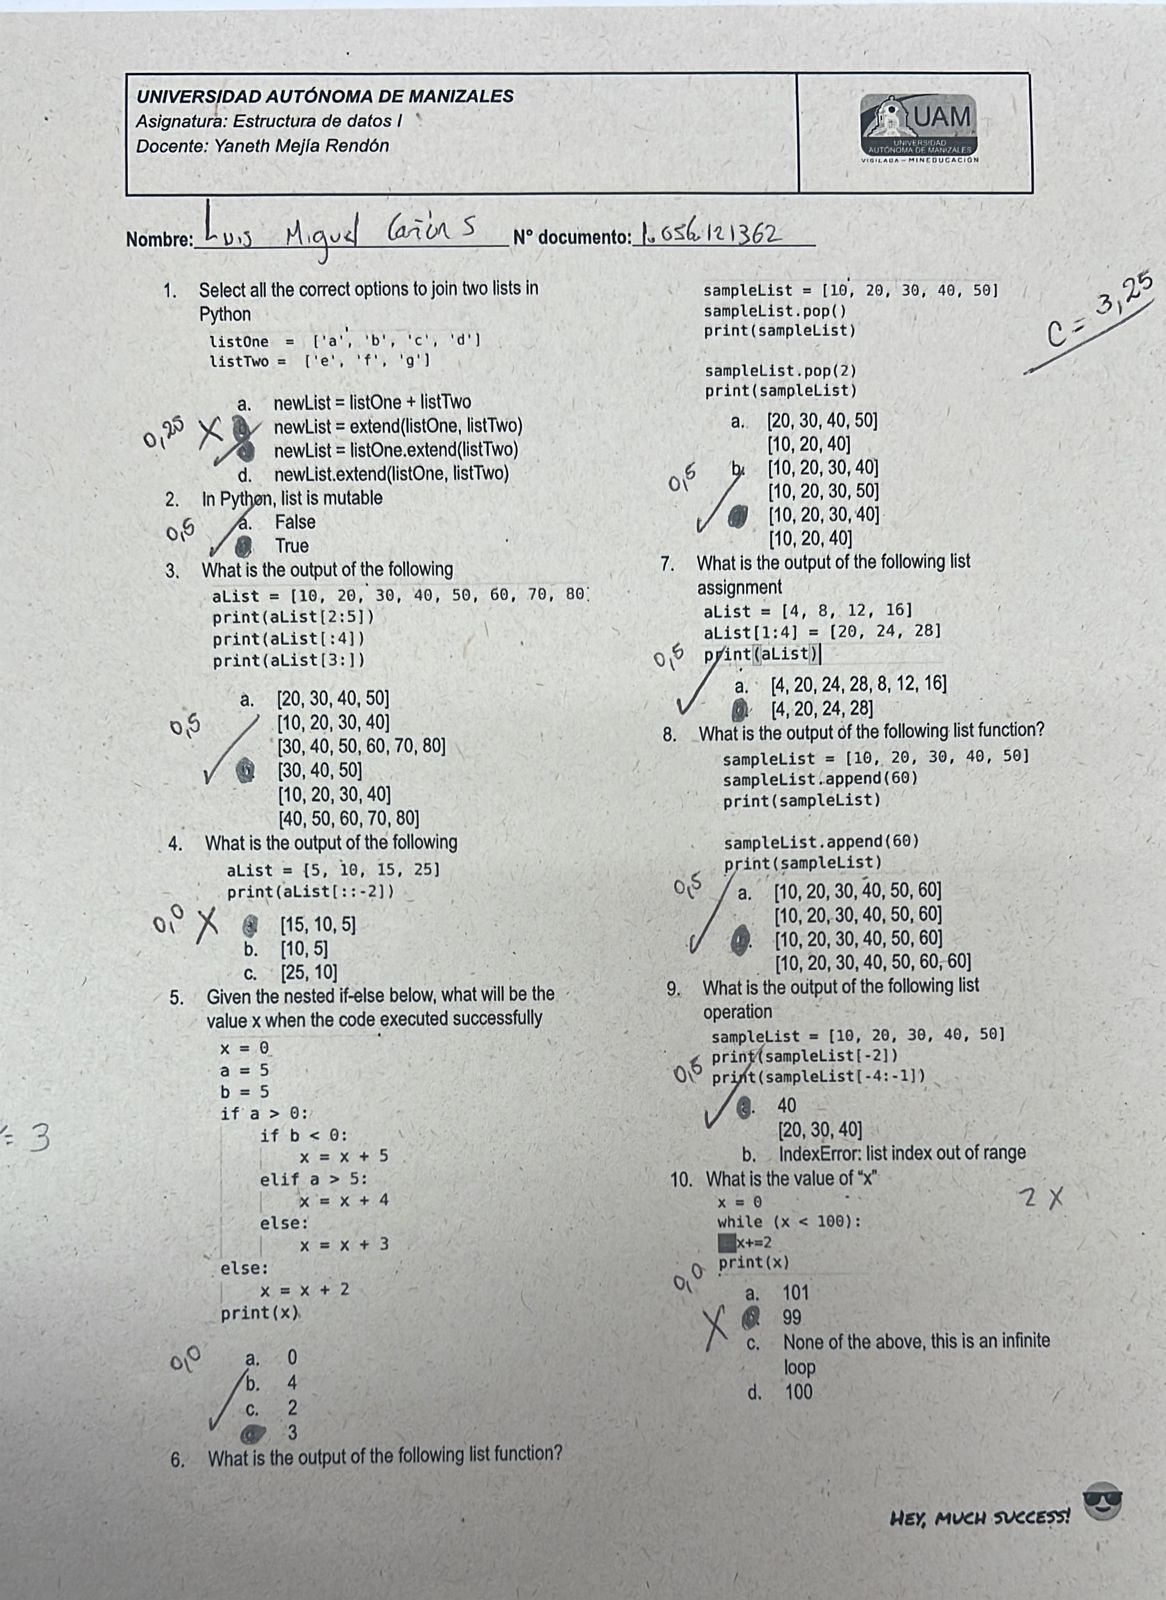 UNIVERSIDAD AUTÓNOMA DE MANIZALES
Asignatura: Estructura de datos I
Docente: Yaneth Mejía Rendón
UAM
UNIVERSIDAD
AUTÓNOMA DE MANIZALES
VIGILADA - MINEDUCACIÓN
Nombre: Luis Miguel Cañón S N° documento: 1.056.121362
C = 3,25
1. Select all the correct options to join two lists in
Python
listOne = ['a', 'b', 'c', 'd']
listTwo = ['e', 'f', 'g']
a. newList = listOne + listTwo
0,25 X newList = extend(listOne, listTwo)
newList = listOne.extend(listTwo)
d. newList.extend(listOne, listTwo)
2. In Python, list is mutable
0,5 a. False
True
3. What is the output of the following
aList = [10, 20, 30, 40, 50, 60, 70, 80]
print(aList[2:5])
print(aList[:4])
print(aList[3:])
a. [20, 30, 40, 50]
0,5 [10, 20, 30, 40]
[30, 40, 50, 60, 70, 80]
[30, 40, 50]
[10, 20, 30, 40]
[40, 50, 60, 70, 80]
4. What is the output of the following
aList = [5, 10, 15, 25]
print(aList[::-2])
0,0 X [15, 10, 5]
b. [10, 5]
c. [25, 10]
5. Given the nested if-else below, what will be the
value x when the code executed successfully
x = 0
a = 5
b = 5
if a > 0:
if b < 0:
= 3
x = x + 5
elif a > 5:
x = x + 4
else:
x = x + 3
else:
x = x + 2
print(x)
0,0 a. 0
b. 4
c. 2
3
6. What is the output of the following list function?
sampleList = [10, 20, 30, 40, 50]
sampleList.pop()
print(sampleList)
sampleList.pop(2)
print(sampleList)
a. [20, 30, 40, 50]
[10, 20, 40]
0,5 b. [10, 20, 30, 40]
[10, 20, 30, 50]
[10, 20, 30, 40]
[10, 20, 40]
7. What is the output of the following list
assignment
aList = [4, 8, 12, 16]
aList[1:4] = [20, 24, 28]
0,5 print(aList)
a. [4, 20, 24, 28, 8, 12, 16]
[4, 20, 24, 28]
8. What is the output of the following list function?
sampleList = [10, 20, 30, 40, 50]
sampleList.append(60)
print(sampleList)
sampleList.append(60)
print(sampleList)
0,5 a. [10, 20, 30, 40, 50, 60]
[10, 20, 30, 40, 50, 60]
[10, 20, 30, 40, 50, 60]
[10, 20, 30, 40, 50, 60, 60]
9. What is the output of the following list
operation
sampleList = [10, 20, 30, 40, 50]
print(sampleList[-2])
0,5 print(sampleList[-4:-1])
40
[20, 30, 40]
b. IndexError: list index out of range
10. What is the value of “x”
x = 0
2 X
while (x < 100):
x+=2
print(x)
0,0
a. 101
X 99
c. None of the above, this is an infinite
loop
d. 100
HEY, MUCH SUCCESS!